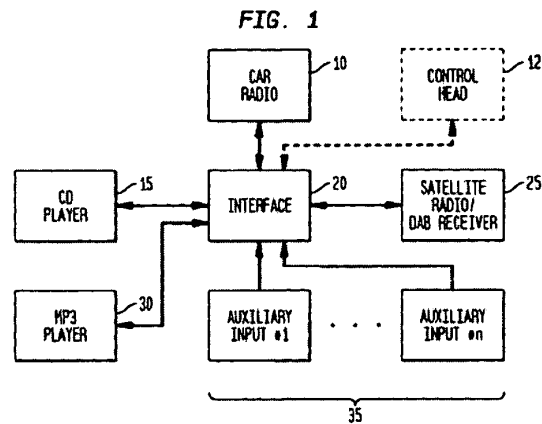 FIG. 1
CAR
RADIO
10
CONTROL
HEAD
12
CD
PLAYER
15
INTERFACE
20
SATELLITE
RADIO/
DAB RECEIVER
25
MP3
PLAYER
30
AUXILIARY
INPUT #1
. . .
AUXILIARY
INPUT #n
35